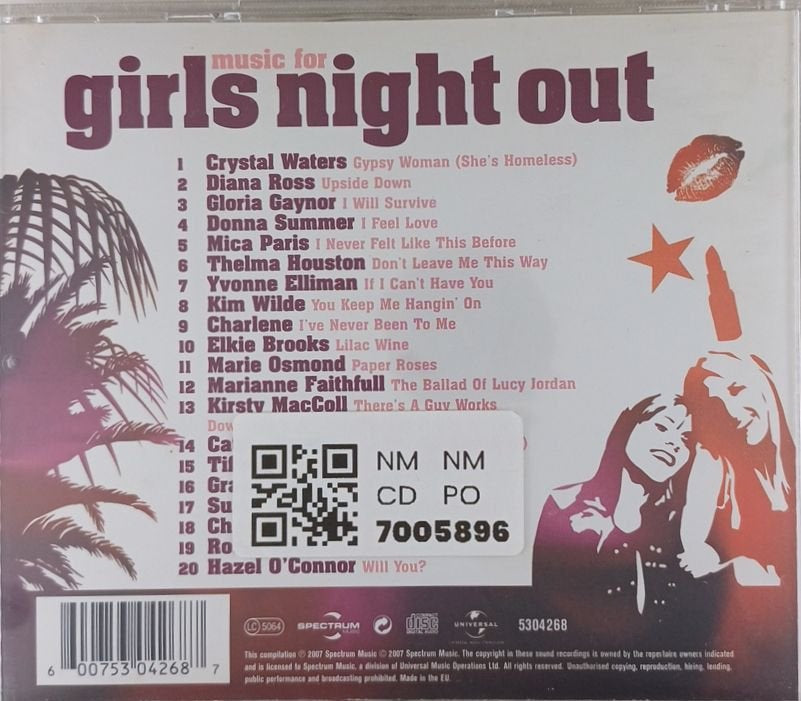 music for
girls night out
1 Crystal Waters Gypsy Woman (She's Homeless)
2 Diana Ross Upside Down
3 Gloria Gaynor I Will Survive
4 Donna Summer I Feel Love
5 Mica Paris I Never Felt Like This Before
6 Thelma Houston Don't Leave Me This Way
7 Yvonne Elliman If I Can't Have You
8 Kim Wilde You Keep Me Hangin' On
9 Charlene I've Never Been To Me
10 Elkie Brooks Lilac Wine
11 Marie Osmond Paper Roses
12 Marianne Faithfull The Ballad Of Lucy Jordan
13 Kirsty MacColl There's A Guy Works
14
15
16
17
18
19
20 Hazel O'Connor Will You?
NM NM
CD PO
7005896
6 00753 04268 7
LC 5064
SPECTRUM
MUSIC
COMPACT
disc
DIGITAL AUDIO
UNIVERSAL
5304268
This compilation ℗ 2007 Spectrum Music © 2007 Spectrum Music. The copyright in these sound recordings is owned by the repertoire owners indicated
and is licensed to Spectrum Music, a division of Universal Music Operations Ltd. All rights reserved. Unauthorised copying, reproduction, hiring, lending,
public performance and broadcasting prohibited. Made in the EU.